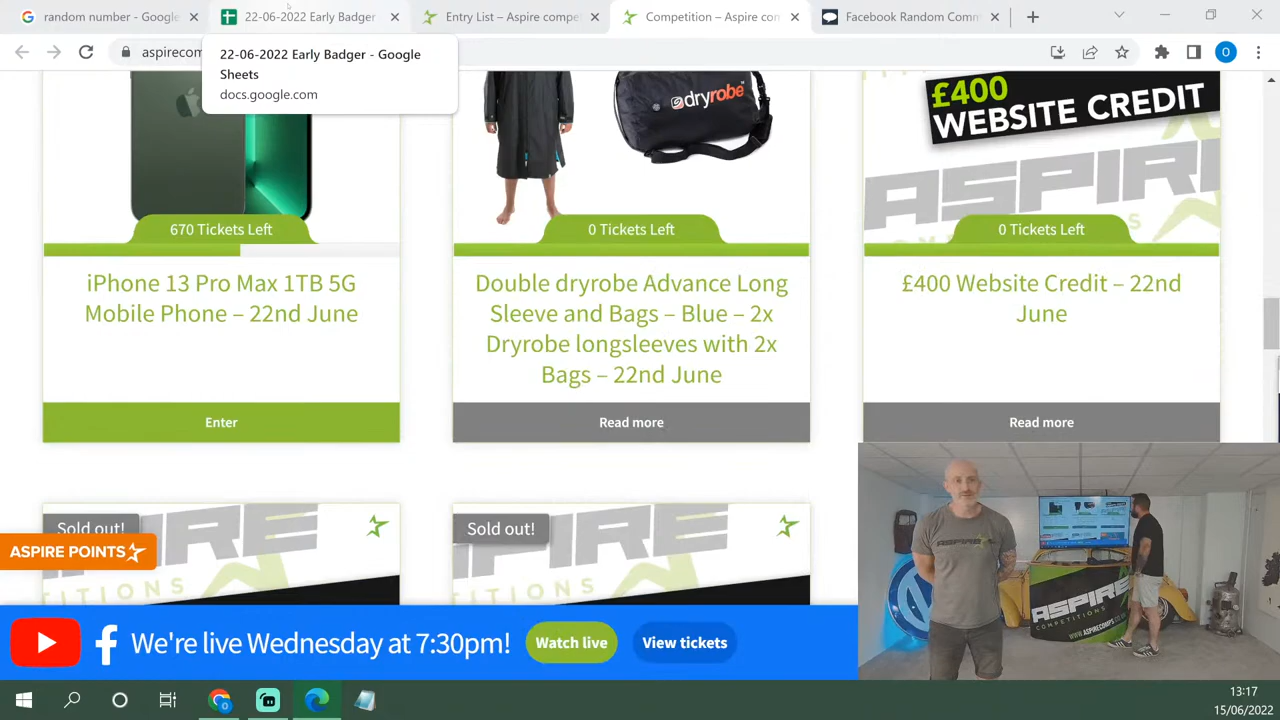 random number - Google
22-06-2022 Early Badger
Entry List – Aspire compe
Competition – Aspire con
Facebook Random Com
aspirecom
22-06-2022 Early Badger - Google
Sheets
docs.google.com
O
dryrobe
£400
WEBSITE CREDIT
ASPIRE
670 Tickets Left
0 Tickets Left
0 Tickets Left
iPhone 13 Pro Max 1TB 5G
Mobile Phone – 22nd June
Double dryrobe Advance Long
Sleeve and Bags – Blue – 2x
Dryrobe longsleeves with 2x
Bags – 22nd June
£400 Website Credit – 22nd
June
Enter
Read more
Read more
Sold out!
Sold out!
ASPIRE POINTS
We're live Wednesday at 7:30pm!
Watch live
View tickets
ASPIRE
ASPIRE
COMPETITIONS
13:17
15/06/2022